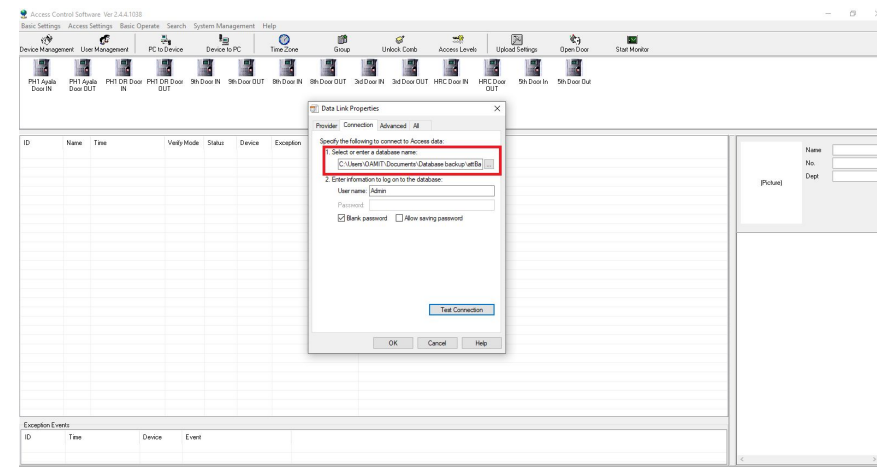 Access Control Software Ver 2.4.4.1038
Basic Settings Access Settings Basic Operate Search System Management Help
Device Management User Management PC to Device Device to PC Time Zone Group Unlock Comb Access Levels Upload Settings Open Door Start Monitor
PH1 Ayala Door IN
PH1 Ayala Door OUT
PH1 DR Door IN
PH1 DR Door OUT
9th Door IN
9th Door OUT
8th Door IN
8th Door OUT
3rd Door IN
3rd Door OUT
HRC Door IN
HRC Door OUT
5th Door In
5th Door Out
Data Link Properties
Provider Connection Advanced All
Specify the following to connect to Access data:
1. Select or enter a database name:
C:\Users\OAMIT\Documents\Database backup\attBa ...
2. Enter information to log on to the database:
User name: Admin
Password:
Blank password Allow saving password
Test Connection
OK Cancel Help
ID Name Time Verify Mode Status Device Exception
(Picture)
Name
No.
Dept
Exception Events
ID Time Device Event